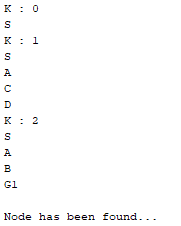 K : 0
S
K : 1
S
A
C
D
K : 2
S
A
B
G1
Node has been found...